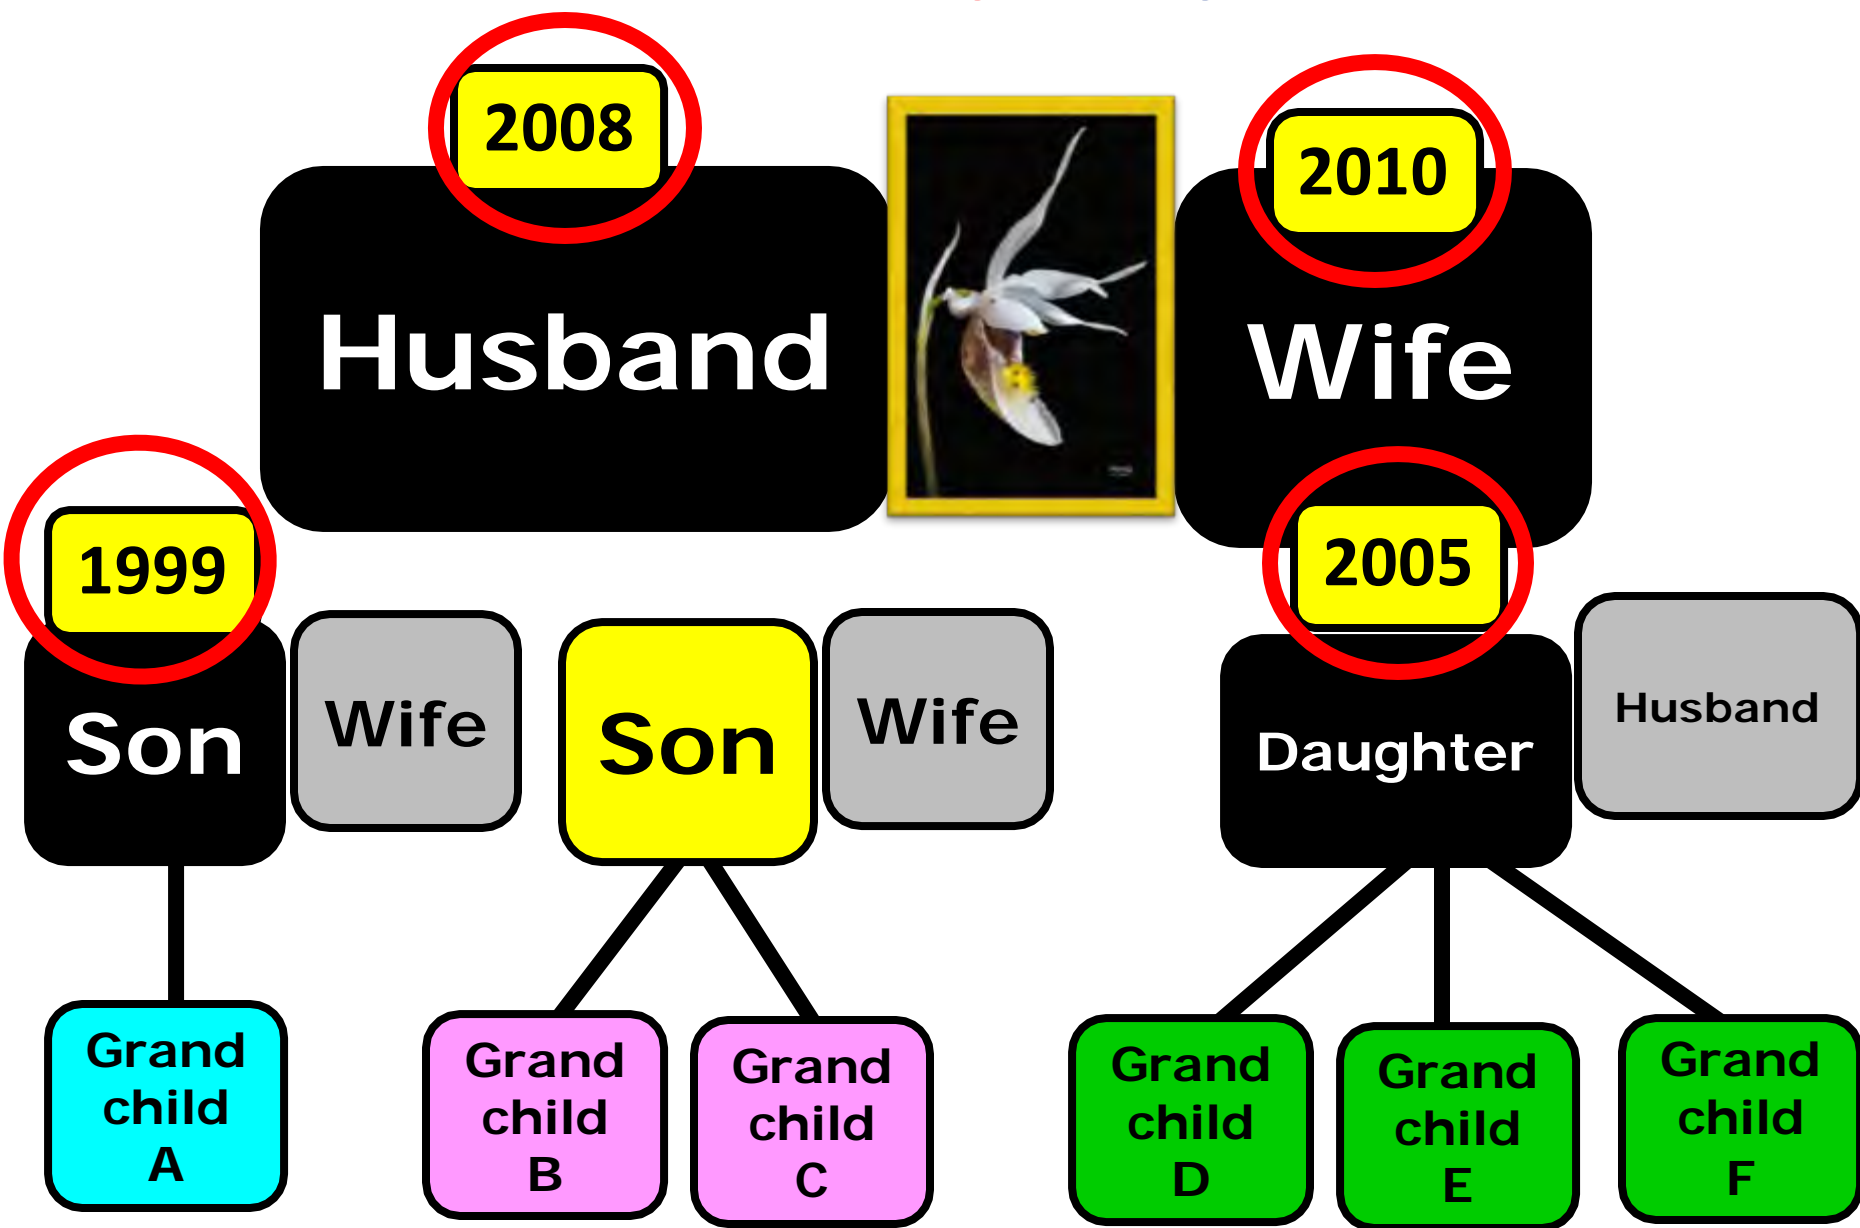 2008
2010
Husband
Wife
1999
2005
Son
Wife
Son
Wife
Daughter
Husband
Grand
child
A
Grand
child
B
Grand
child
C
Grand
child
D
Grand
child
E
Grand
child
F